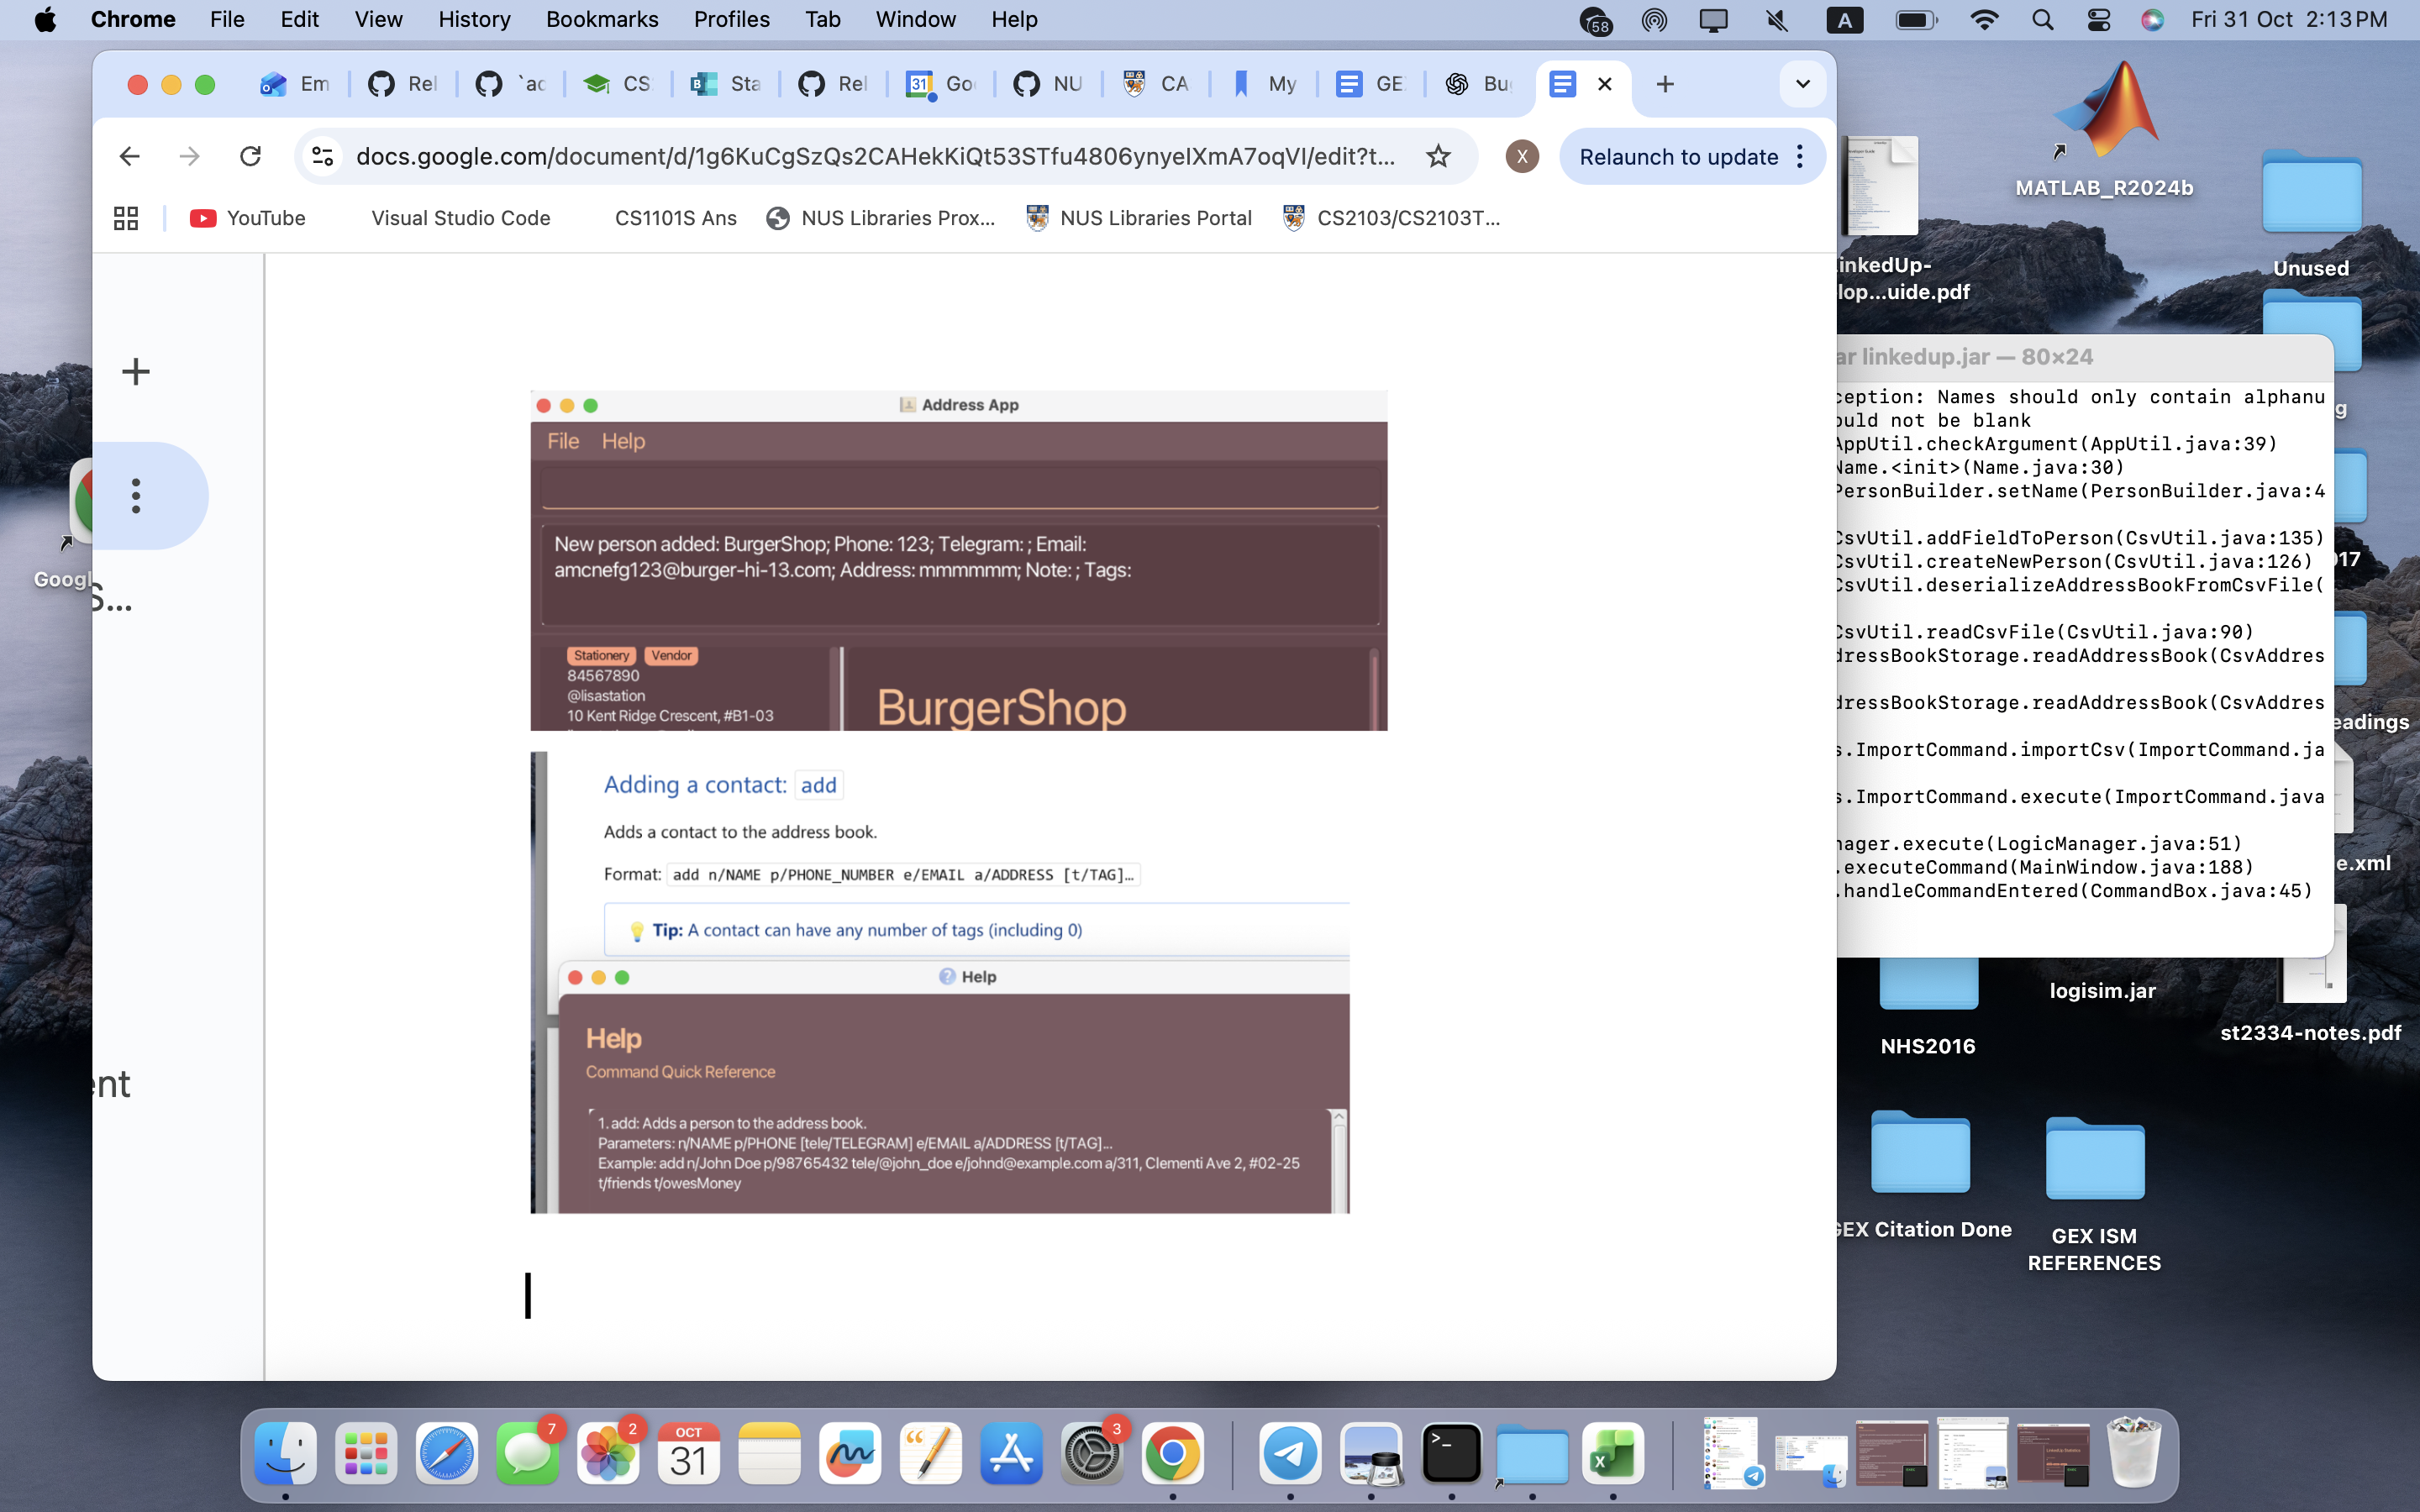 Chrome File Edit View History Bookmarks Profiles Tab Window Help
58 A Fri 31 Oct 2:13 PM
Em Rel `ac CS Sta Rel 31 Go NU CA My GE Bu
docs.google.com/document/d/1g6KuCgSzQs2CAHekKiQt53STfu4806ynyeIXmA7oqVI/edit?t... X Relaunch to update
YouTube Visual Studio Code CS1101S Ans NUS Libraries Prox... NUS Libraries Portal CS2103/CS2103T...
S...
ent
Address App
File Help
New person added: BurgerShop; Phone: 123; Telegram: ; Email:
amcnefg123@burger-hi-13.com; Address: mmmmmm; Note: ; Tags:
Stationery Vendor
84567890
@lisastation
10 Kent Ridge Crescent, #B1-03
BurgerShop
Adding a contact: add
Adds a contact to the address book.
Format: add n/NAME p/PHONE_NUMBER e/EMAIL a/ADDRESS [t/TAG]…
Tip: A contact can have any number of tags (including 0)
Help
Help
Command Quick Reference
1. add: Adds a person to the address book.
Parameters: n/NAME p/PHONE [tele/TELEGRAM] e/EMAIL a/ADDRESS [t/TAG]...
Example: add n/John Doe p/98765432 tele/@john_doe e/johnd@example.com a/311, Clementi Ave 2, #02-25
t/friends t/owesMoney
Googl
inkedUp-
lop...uide.pdf
MATLAB_R2024b
Unused
ar linkedup.jar — 80×24
ception: Names should only contain alphanu
ould not be blank
AppUtil.checkArgument(AppUtil.java:39)
Name.<init>(Name.java:30)
PersonBuilder.setName(PersonBuilder.java:4
CsvUtil.addFieldToPerson(CsvUtil.java:135)
CsvUtil.createNewPerson(CsvUtil.java:126)
CsvUtil.deserializeAddressBookFromCsvFile(
CsvUtil.readCsvFile(CsvUtil.java:90)
dressBookStorage.readAddressBook(CsvAddres
dressBookStorage.readAddressBook(CsvAddres
s.ImportCommand.importCsv(ImportCommand.ja
s.ImportCommand.execute(ImportCommand.java
nager.execute(LogicManager.java:51)
.executeCommand(MainWindow.java:188)
.handleCommandEntered(CommandBox.java:45)
g
017
eadings
e.xml
logisim.jar
st2334-notes.pdf
NHS2016
GEX Citation Done
GEX ISM
REFERENCES
7 2 OCT 31 3